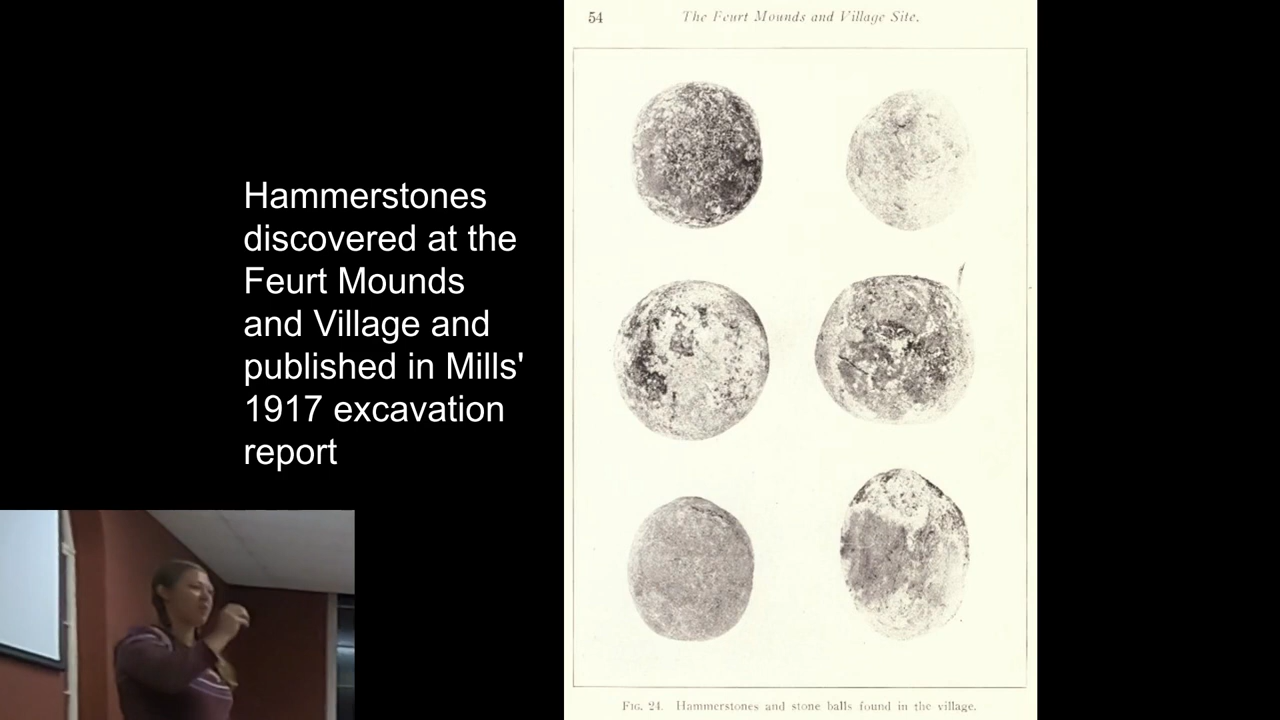 54 The Feurt Mounds and Village Site.
Hammerstones
discovered at the
Feurt Mounds
and Village and
published in Mills'
1917 excavation
report
Fig. 24. Hammerstones and stone balls found in the village.